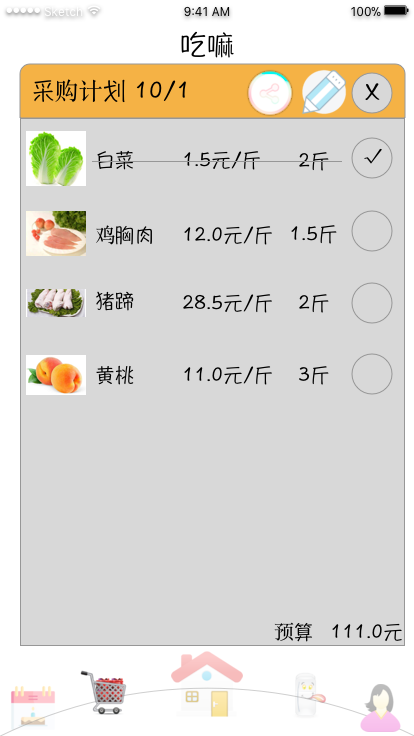 Sketch 9:41 AM 100%
吃嘛
采购计划 10/1 X
白菜 1.5元/斤 2斤
鸡胸肉 12.0元/斤 1.5斤
猪蹄 28.5元/斤 2斤
黄桃 11.0元/斤 3斤
预算 111.0元